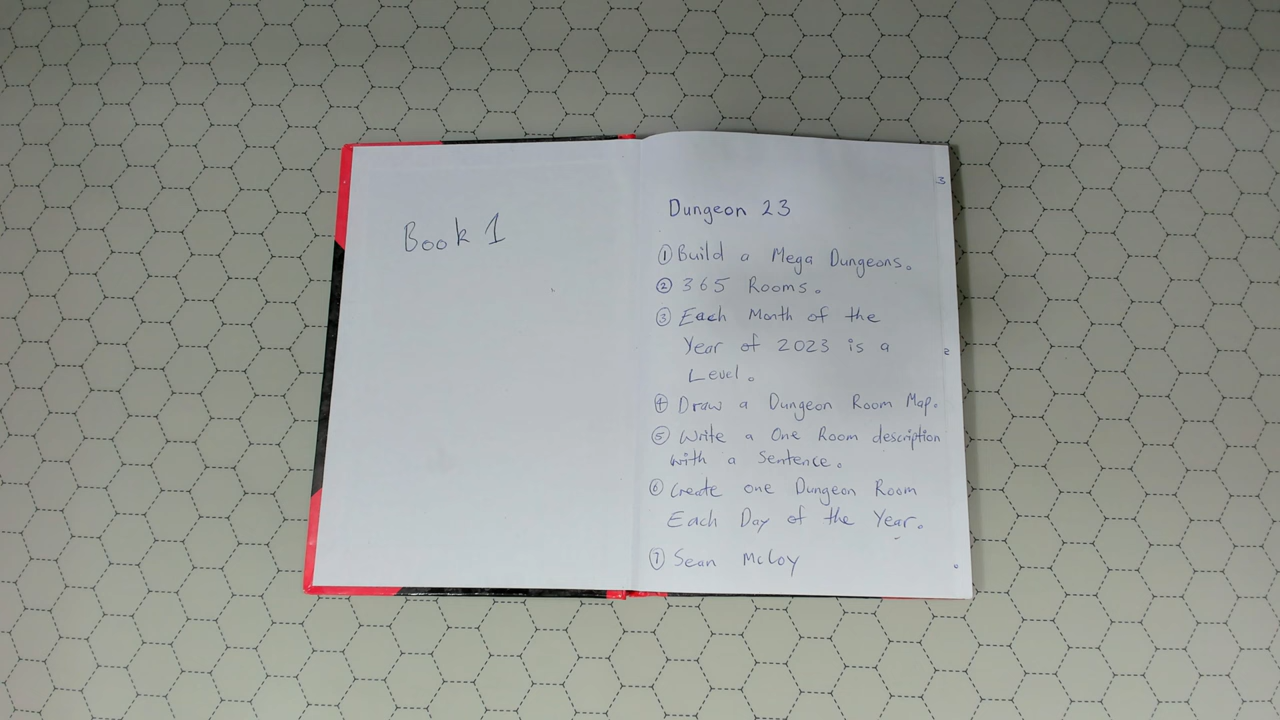 Book 1
Dungeon 23
① Build a Mega Dungeons.
② 365 Rooms.
③ Each Month of the
Year of 2023 is a
Level.
④ Draw a Dungeon Room Map.
⑤ Write a One Room description
with a Sentence.
⑥ Create one Dungeon Room
Each Day of the Year.
⑦ Sean McCoy
3
2